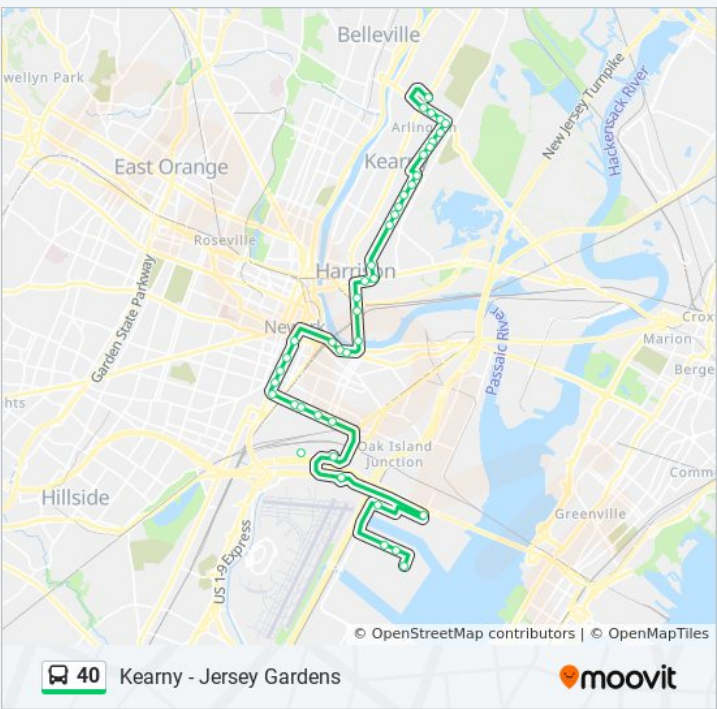 Belleville
wellyn Park
New Jersey Turnpike
Hackensack River
Arlington
East Orange
Kearny
Roseville
Harrison
Garden State Parkway
Newark
Passaic River
Crox
Marion
Berge
hts
Oak Island
Junction
Comm
Hillside
Greenville
US 1-9 Express
© OpenStreetMap contributors | © OpenMapTiles
40 Kearny - Jersey Gardens
moovit